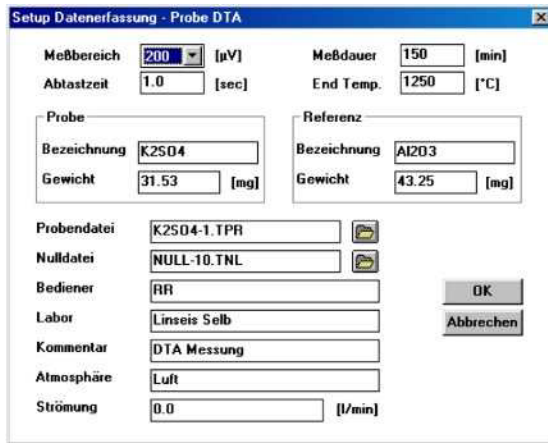 Setup Datenerfassung - Probe DTA
Meßbereich 200 [µV] Meßdauer 150 [min]
Abtastzeit 1.0 [sec] End Temp. 1250 [°C]
Probe Referenz
Bezeichnung K2SO4 Bezeichnung Al2O3
Gewicht 31.53 [mg] Gewicht 43.25 [mg]
Probendatei K2SO4-1.TPR
Nulldatei NULL-10.TNL
Bediener RR OK
Labor Linseis Selb Abbrechen
Kommentar DTA Messung
Atmosphäre Luft
Strömung 0.0 [l/min]